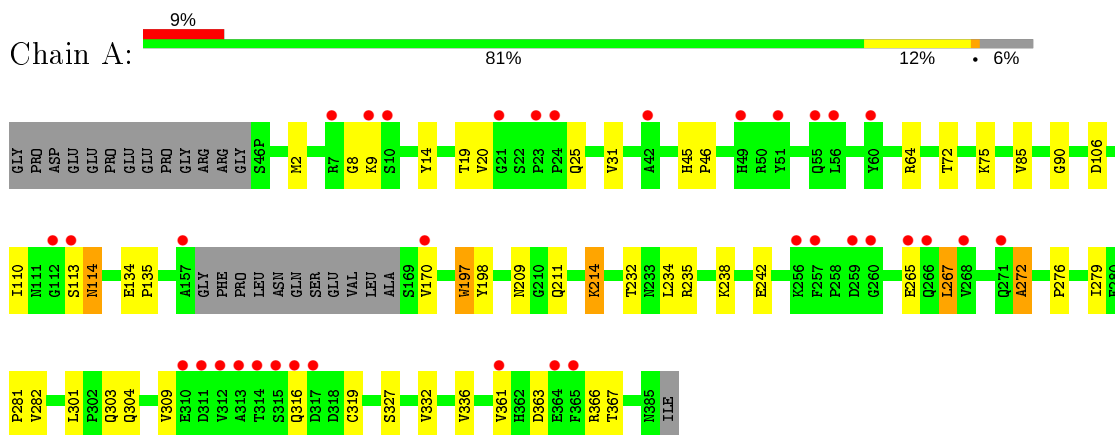 9%
Chain A:
81% 12% • 6%
GLY PRO ASP GLU GLU PRO GLU GLU PRO GLY ARG ARG GLY S46P M2 R7 G8 K9 S10 Y14 T19 V20 G21 S22 P23 P24 Q25 V31 A42 H45 P46 H49 R50 Y51 Q55 L56 Y60 R64 T72 K75 V85 G90 D106
I110 N111 G112 S113 N114 E134 P135 A157 GLY PHE PRO LEU ASN GLN SER GLU VAL LEU ALA S169 V170 W197 Y198 N209 G210 Q211 K214 T232 N233 L234 R235 K238 E242 K256 F257 P258 D259 G260 E265 Q266 L267 V268 Q271 A272 P276 I279 E280
P281 V282 L301 P302 Q303 Q304 V309 E310 D311 V312 A313 T314 S315 Q316 D317 D318 C319 S327 V332 V336 V361 H362 D363 E364 F365 R366 T367 N385 ILE